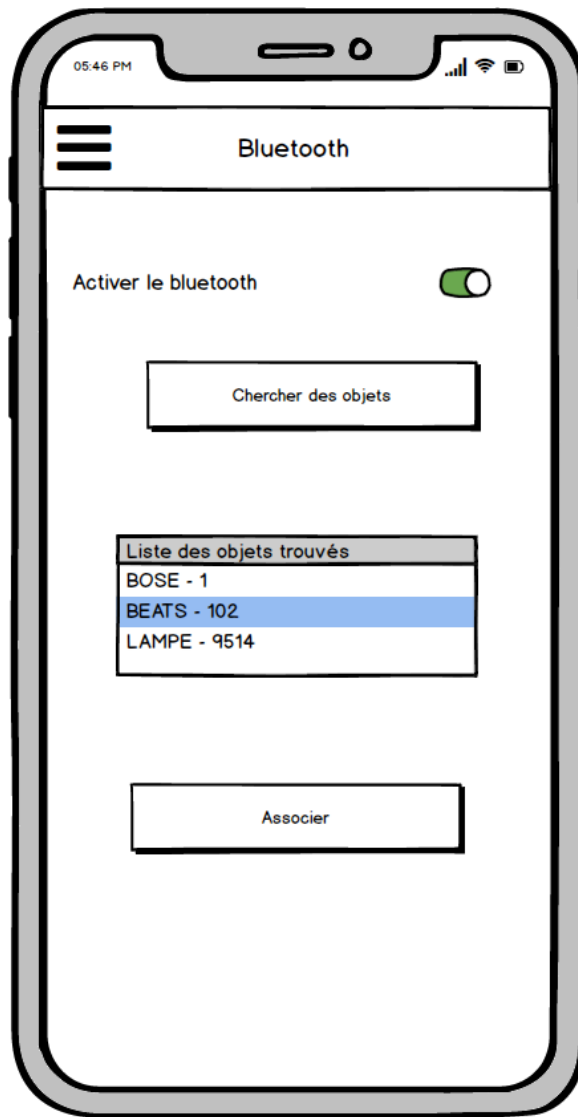 05:46 PM
Bluetooth
Activer le bluetooth
Chercher des objets
Liste des objets trouvés
BOSE - 1
BEATS - 102
LAMPE - 9514
Associer